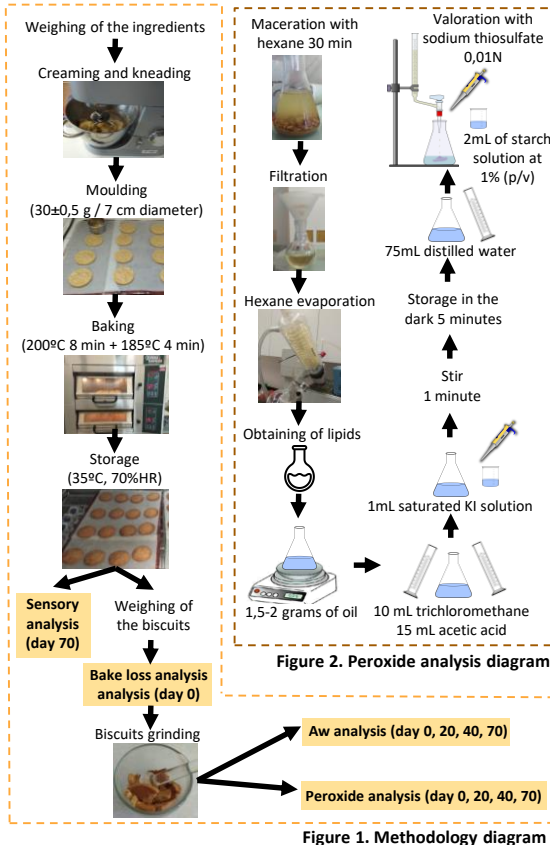 Weighing of the ingredients
Creaming and kneading
Moulding
(30±0,5 g / 7 cm diameter)
Baking
(200ºC 8 min + 185ºC 4 min)
Storage
(35ºC, 70%HR)
Sensory
analysis
(day 70)
Weighing of
the biscuits
Bake loss analysis
analysis (day 0)
Biscuits grinding
Aw analysis (day 0, 20, 40, 70)
Peroxide analysis (day 0, 20, 40, 70)
Figure 1. Methodology diagram
Maceration with
hexane 30 min
Filtration
Hexane evaporation
Obtaining of lipids
1,5-2 grams of oil
10 mL trichloromethane
15 mL acetic acid
1mL saturated KI solution
Stir
1 minute
Storage in the
dark 5 minutes
75mL distilled water
2mL of starch
solution at
1% (p/v)
Valoration with
sodium thiosulfate
0,01N
Figure 2. Peroxide analysis diagram